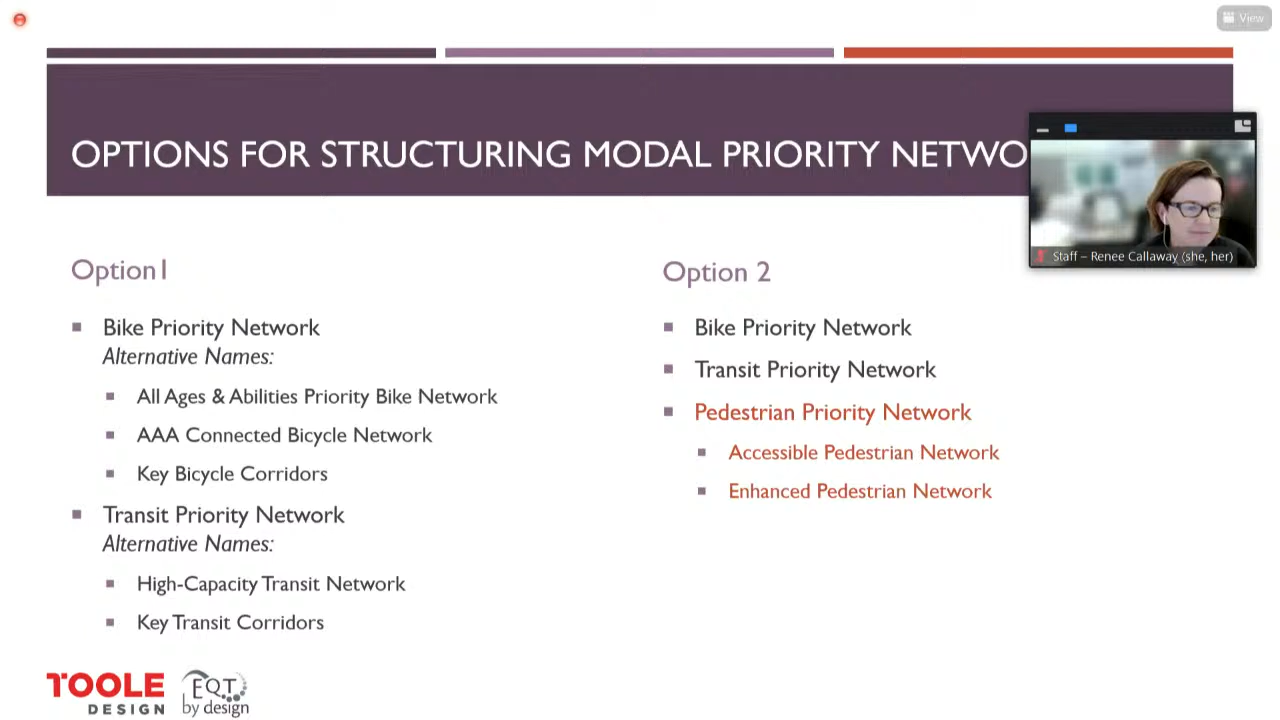 View
OPTIONS FOR STRUCTURING MODAL PRIORITY
Staff – Renee Callaway (she, her)
Option1
Bike Priority Network
Alternative Names:
All Ages & Abilities Priority Bike Network
AAA Connected Bicycle Network
Key Bicycle Corridors
Transit Priority Network
Alternative Names:
High-Capacity Transit Network
Key Transit Corridors
Option 2
Bike Priority Network
Transit Priority Network
Pedestrian Priority Network
Accessible Pedestrian Network
Enhanced Pedestrian Network
TOOLE
DESIGN
EQT
by design